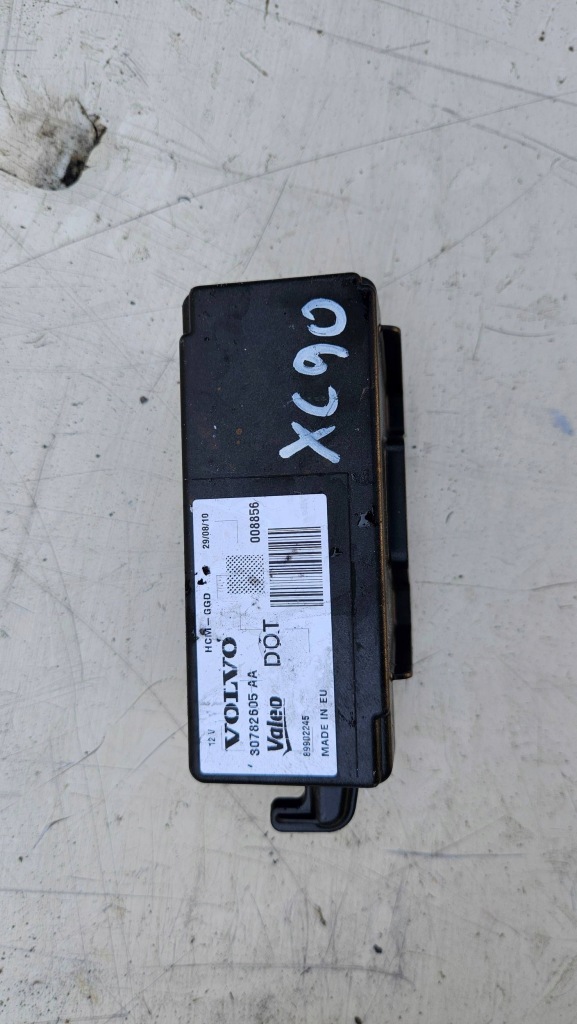 XC90
12 V HCM - GGD 29/08/10
VOLVO
30782605 AA
Valeo DOT 008856
89902245
MADE IN EU